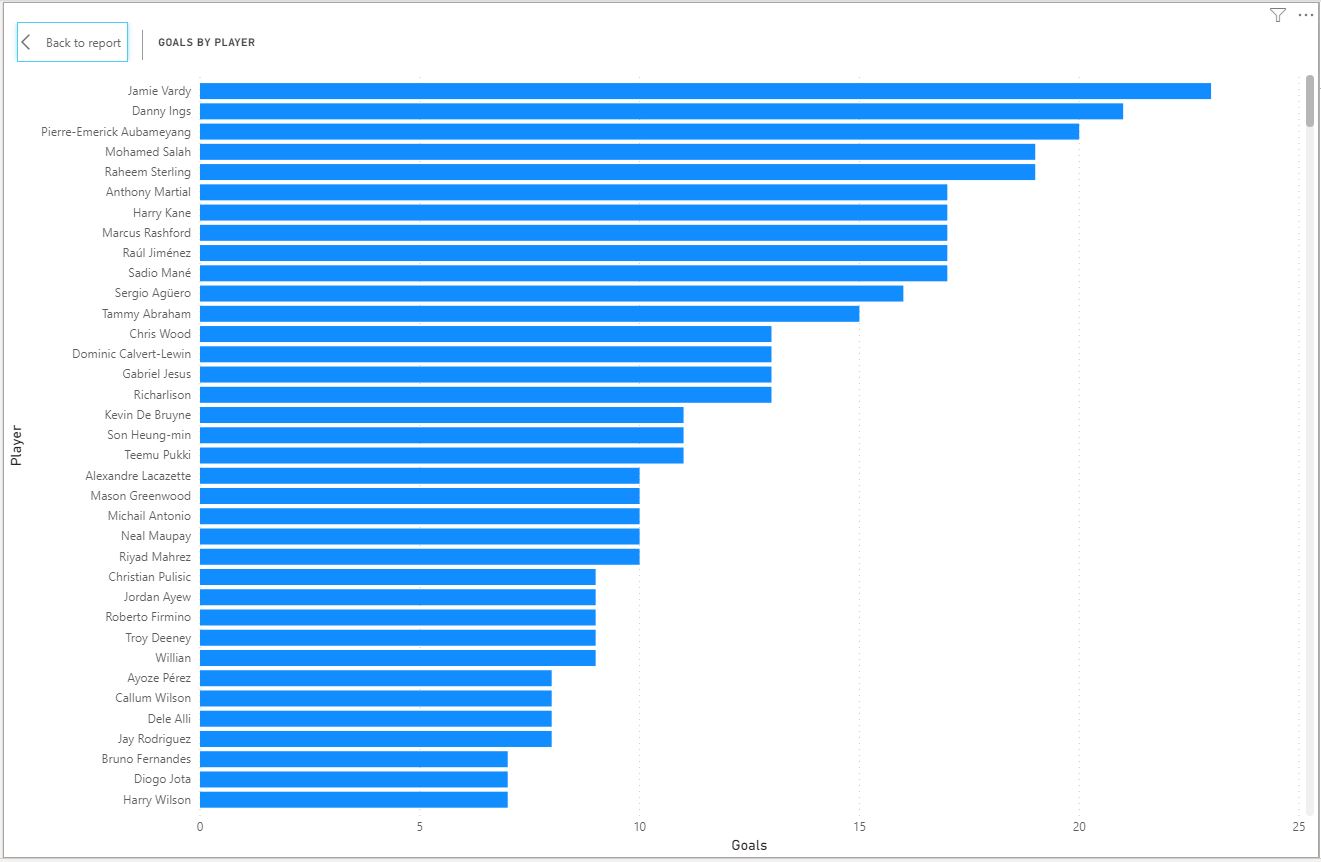 Back to report
GOALS BY PLAYER
Jamie Vardy
Danny Ings
Pierre-Emerick Aubameyang
Mohamed Salah
Raheem Sterling
Anthony Martial
Harry Kane
Marcus Rashford
Raúl Jiménez
Sadio Mané
Sergio Agüero
Tammy Abraham
Chris Wood
Dominic Calvert-Lewin
Gabriel Jesus
Richarlison
Kevin De Bruyne
Son Heung-min
Teemu Pukki
Alexandre Lacazette
Mason Greenwood
Michail Antonio
Neal Maupay
Riyad Mahrez
Christian Pulisic
Jordan Ayew
Roberto Firmino
Troy Deeney
Willian
Ayoze Pérez
Callum Wilson
Dele Alli
Jay Rodriguez
Bruno Fernandes
Diogo Jota
Harry Wilson
Player
0 5 10 15 20 25
Goals